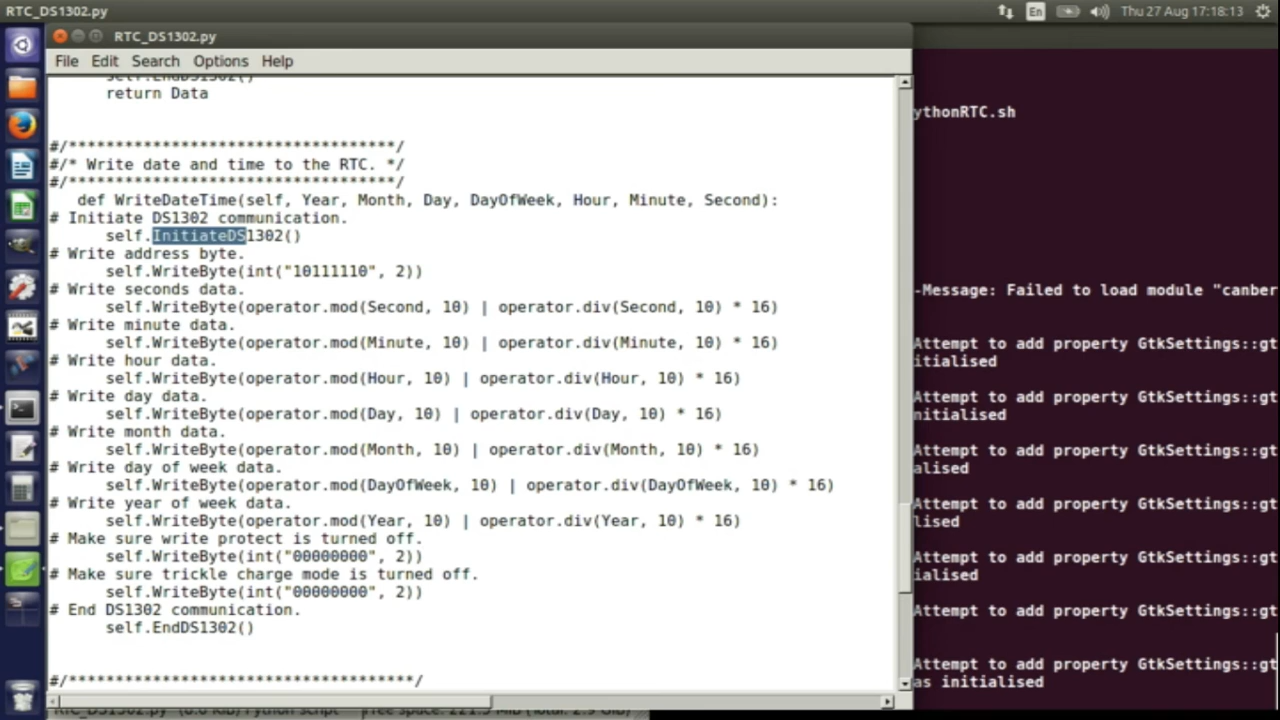 RTC_DS1302.py
En
Thu 27 Aug 17:18:13
RTC_DS1302.py
File Edit Search Options Help
self.EndDS1302()
return Data
#/***********************************/
#/* Write date and time to the RTC. */
#/***********************************/
def WriteDateTime(self, Year, Month, Day, DayOfWeek, Hour, Minute, Second):
# Initiate DS1302 communication.
self.InitiateDS1302()
# Write address byte.
self.WriteByte(int("10111110", 2))
# Write seconds data.
self.WriteByte(operator.mod(Second, 10) | operator.div(Second, 10) * 16)
# Write minute data.
self.WriteByte(operator.mod(Minute, 10) | operator.div(Minute, 10) * 16)
# Write hour data.
self.WriteByte(operator.mod(Hour, 10) | operator.div(Hour, 10) * 16)
# Write day data.
self.WriteByte(operator.mod(Day, 10) | operator.div(Day, 10) * 16)
# Write month data.
self.WriteByte(operator.mod(Month, 10) | operator.div(Month, 10) * 16)
# Write day of week data.
self.WriteByte(operator.mod(DayOfWeek, 10) | operator.div(DayOfWeek, 10) * 16)
# Write year of week data.
self.WriteByte(operator.mod(Year, 10) | operator.div(Year, 10) * 16)
# Make sure write protect is turned off.
self.WriteByte(int("00000000", 2))
# Make sure trickle charge mode is turned off.
self.WriteByte(int("00000000", 2))
# End DS1302 communication.
self.EndDS1302()
#/*************************************/
ythonRTC.sh
-Message: Failed to load module "canber
Attempt to add property GtkSettings::gt
itialised
Attempt to add property GtkSettings::gt
nitialised
Attempt to add property GtkSettings::gt
alised
Attempt to add property GtkSettings::gt
lised
Attempt to add property GtkSettings::gt
ialised
Attempt to add property GtkSettings::gt
Attempt to add property GtkSettings::gt
as initialised